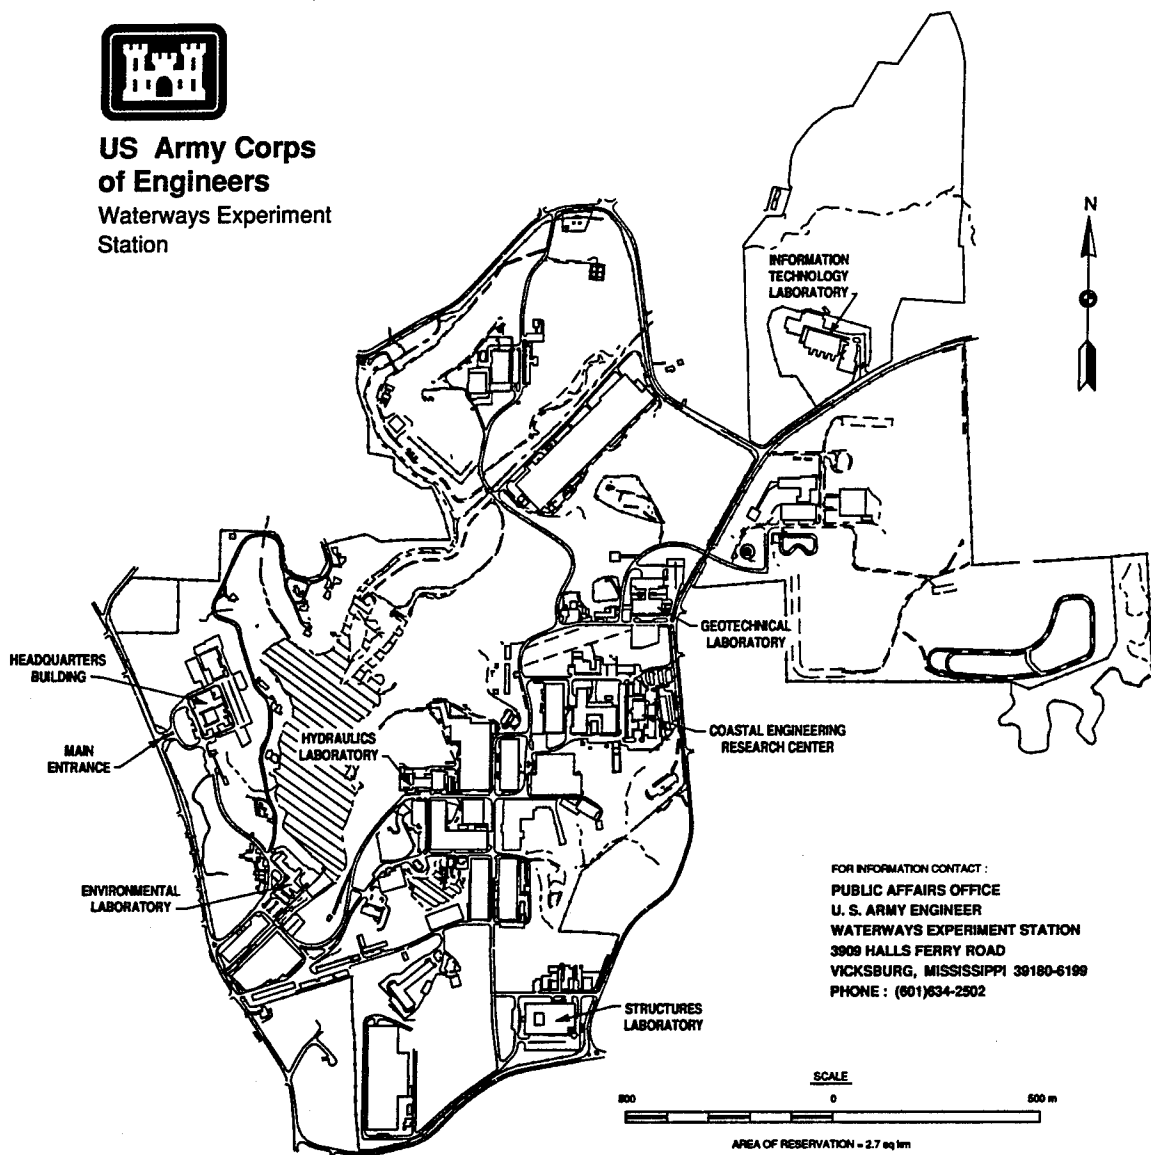 US Army Corps
of Engineers
Waterways Experiment
Station
N
INFORMATION
TECHNOLOGY
LABORATORY
GEOTECHNICAL
LABORATORY
HEADQUARTERS
BUILDING
MAIN
ENTRANCE
HYDRAULICS
LABORATORY
COASTAL ENGINEERING
RESEARCH CENTER
ENVIRONMENTAL
LABORATORY
STRUCTURES
LABORATORY
FOR INFORMATION CONTACT :
PUBLIC AFFAIRS OFFICE
U. S. ARMY ENGINEER
WATERWAYS EXPERIMENT STATION
3909 HALLS FERRY ROAD
VICKSBURG, MISSISSIPPI 39180-6199
PHONE : (601)634-2502
SCALE
500 0 500 m
AREA OF RESERVATION = 2.7 sq km